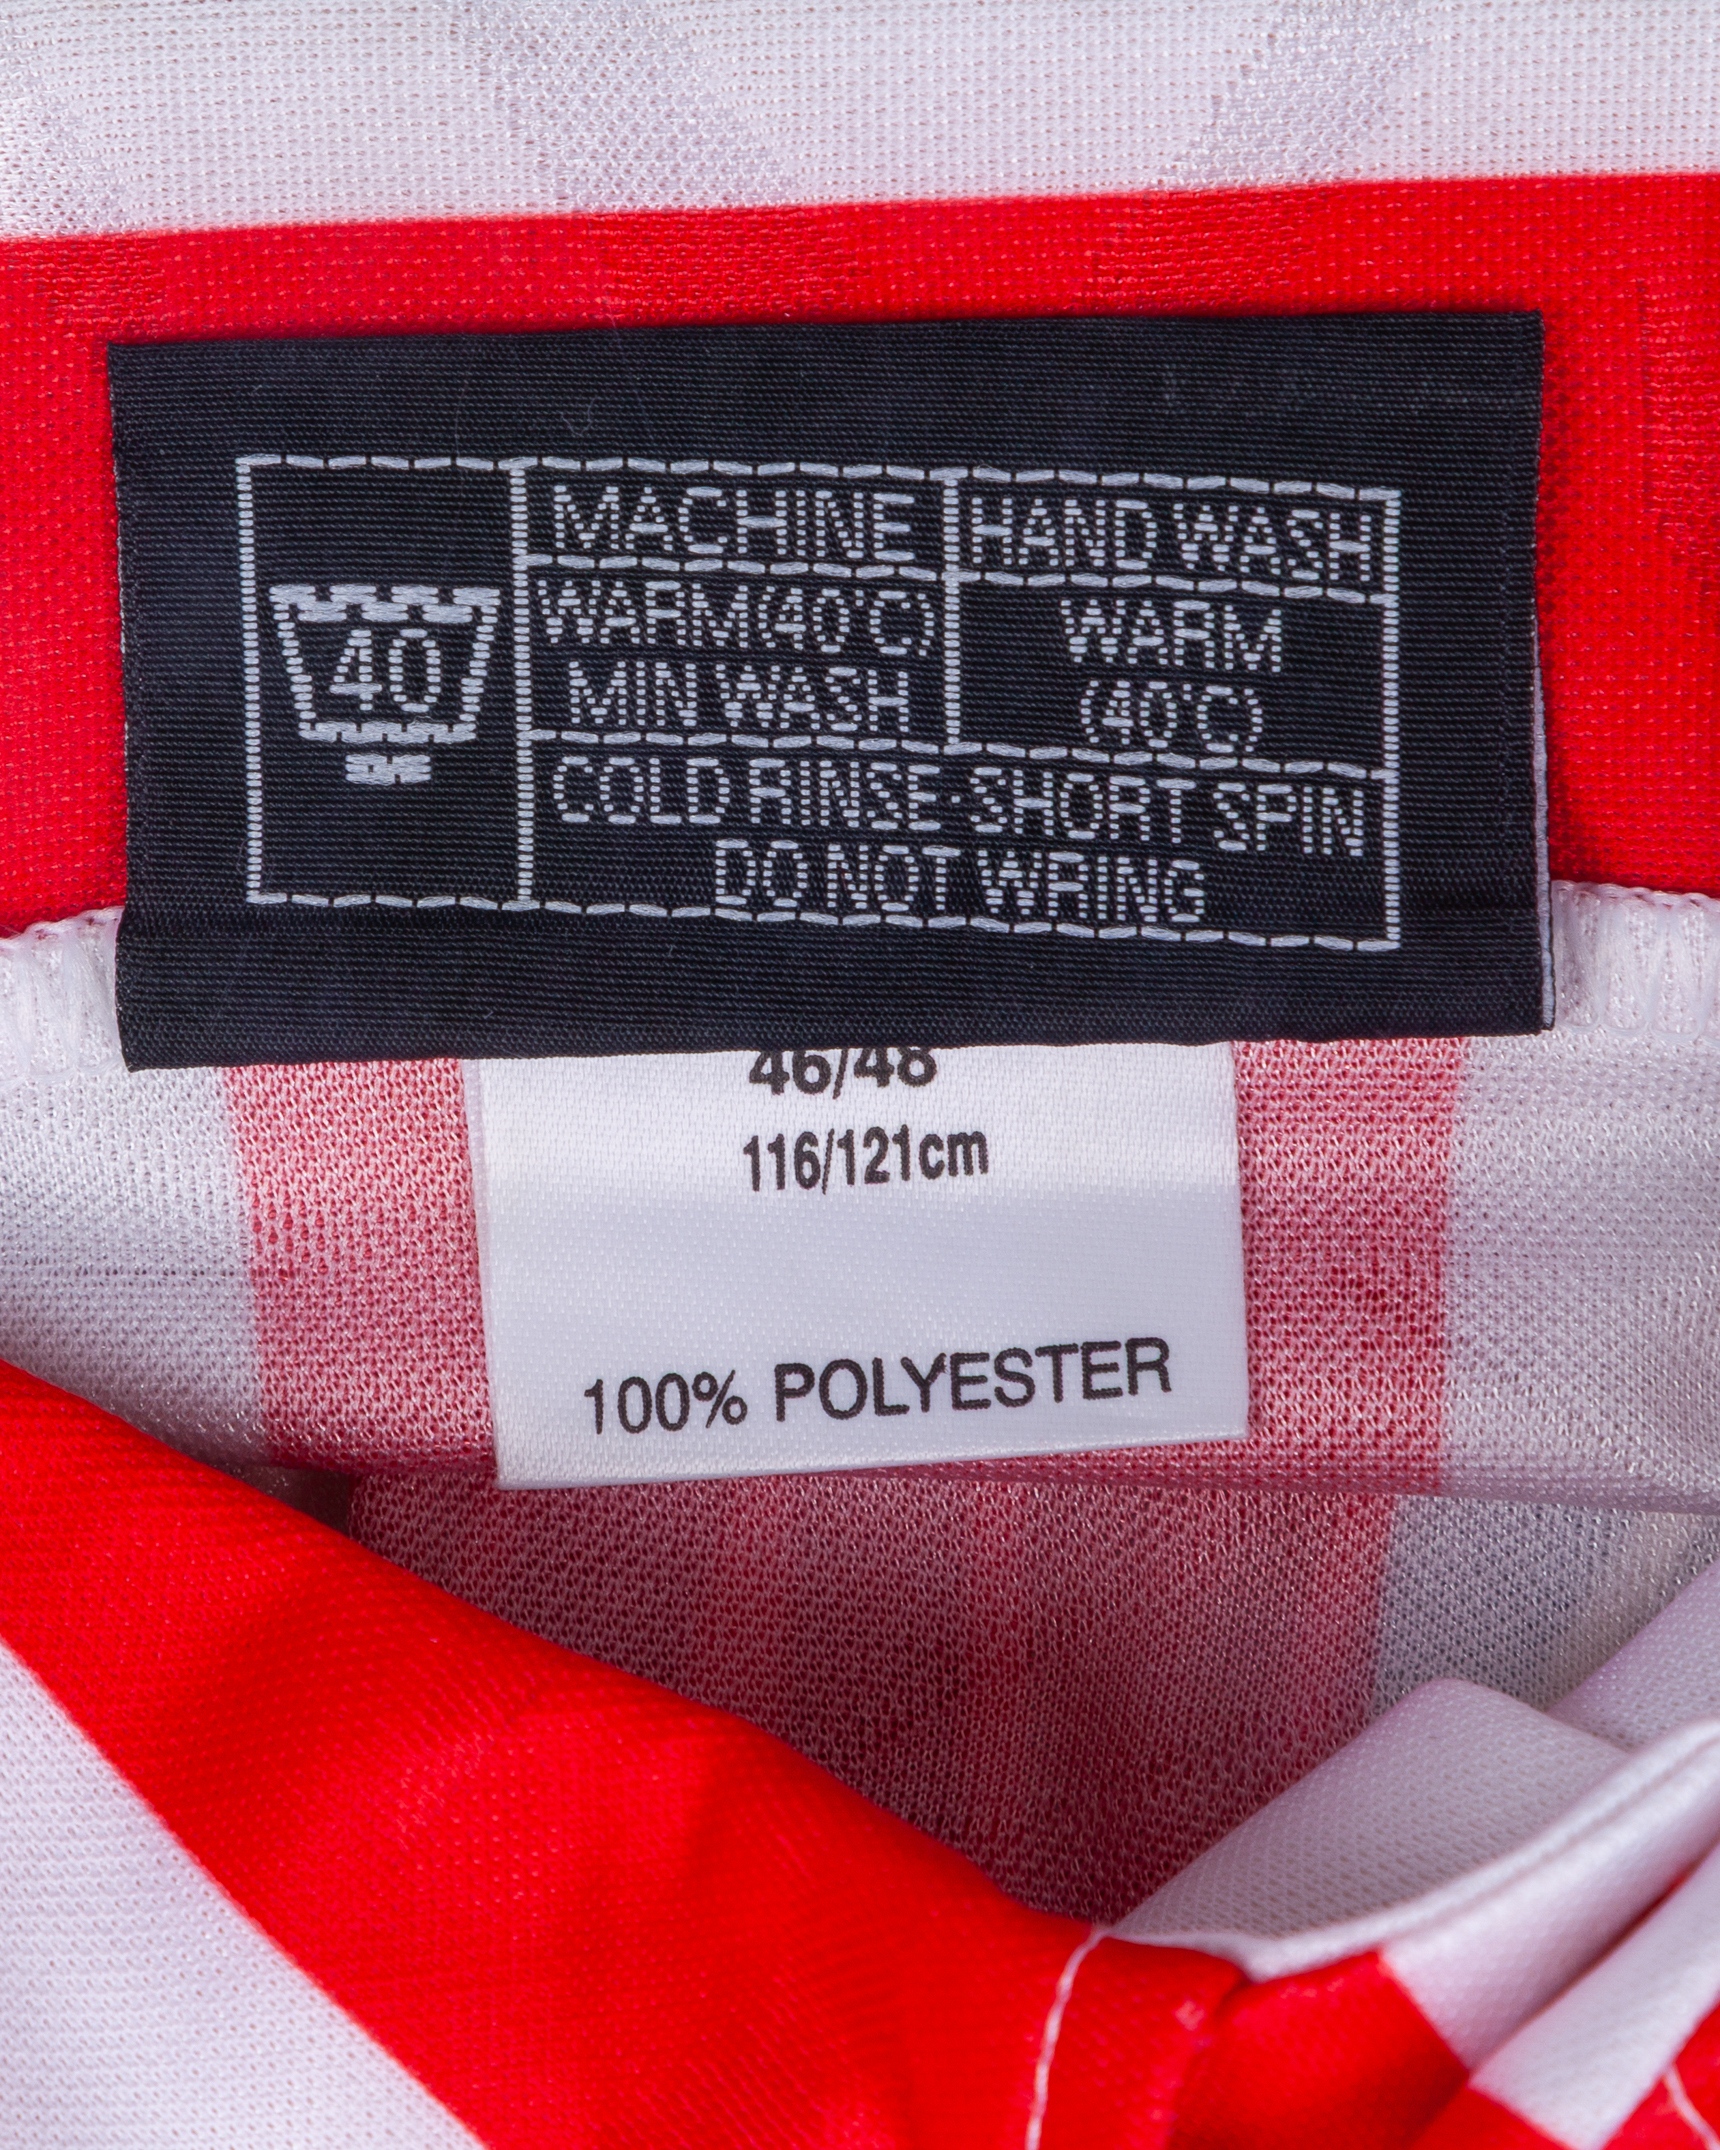 40
MACHINE
WARM (40°C)
MIN WASH
HAND WASH
WARM
(40°C)
COLD RINSE·SHORT SPIN
DO NOT WRING
46/48
116/121cm
100% POLYESTER